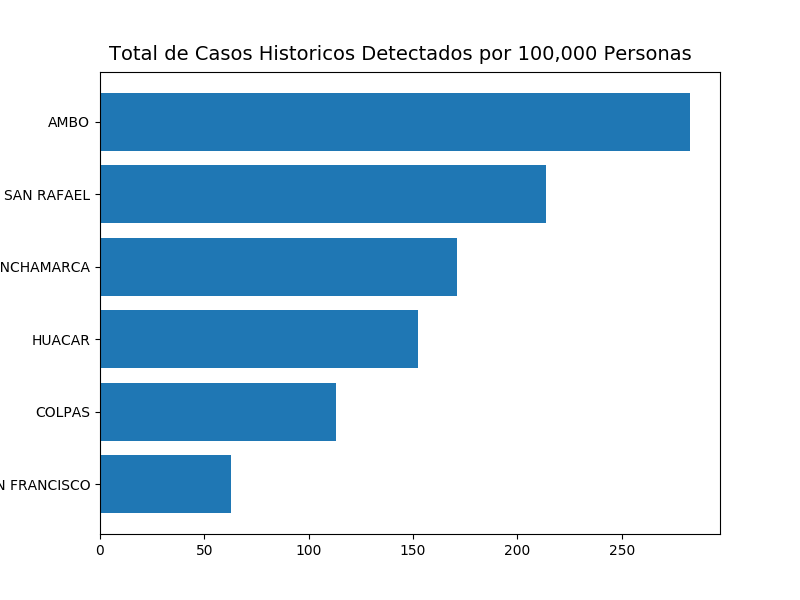 Total de Casos Historicos Detectados por 100,000 Personas
AMBO
SAN RAFAEL
NCHAMARCA
HUACAR
COLPAS
N FRANCISCO
0 50 100 150 200 250